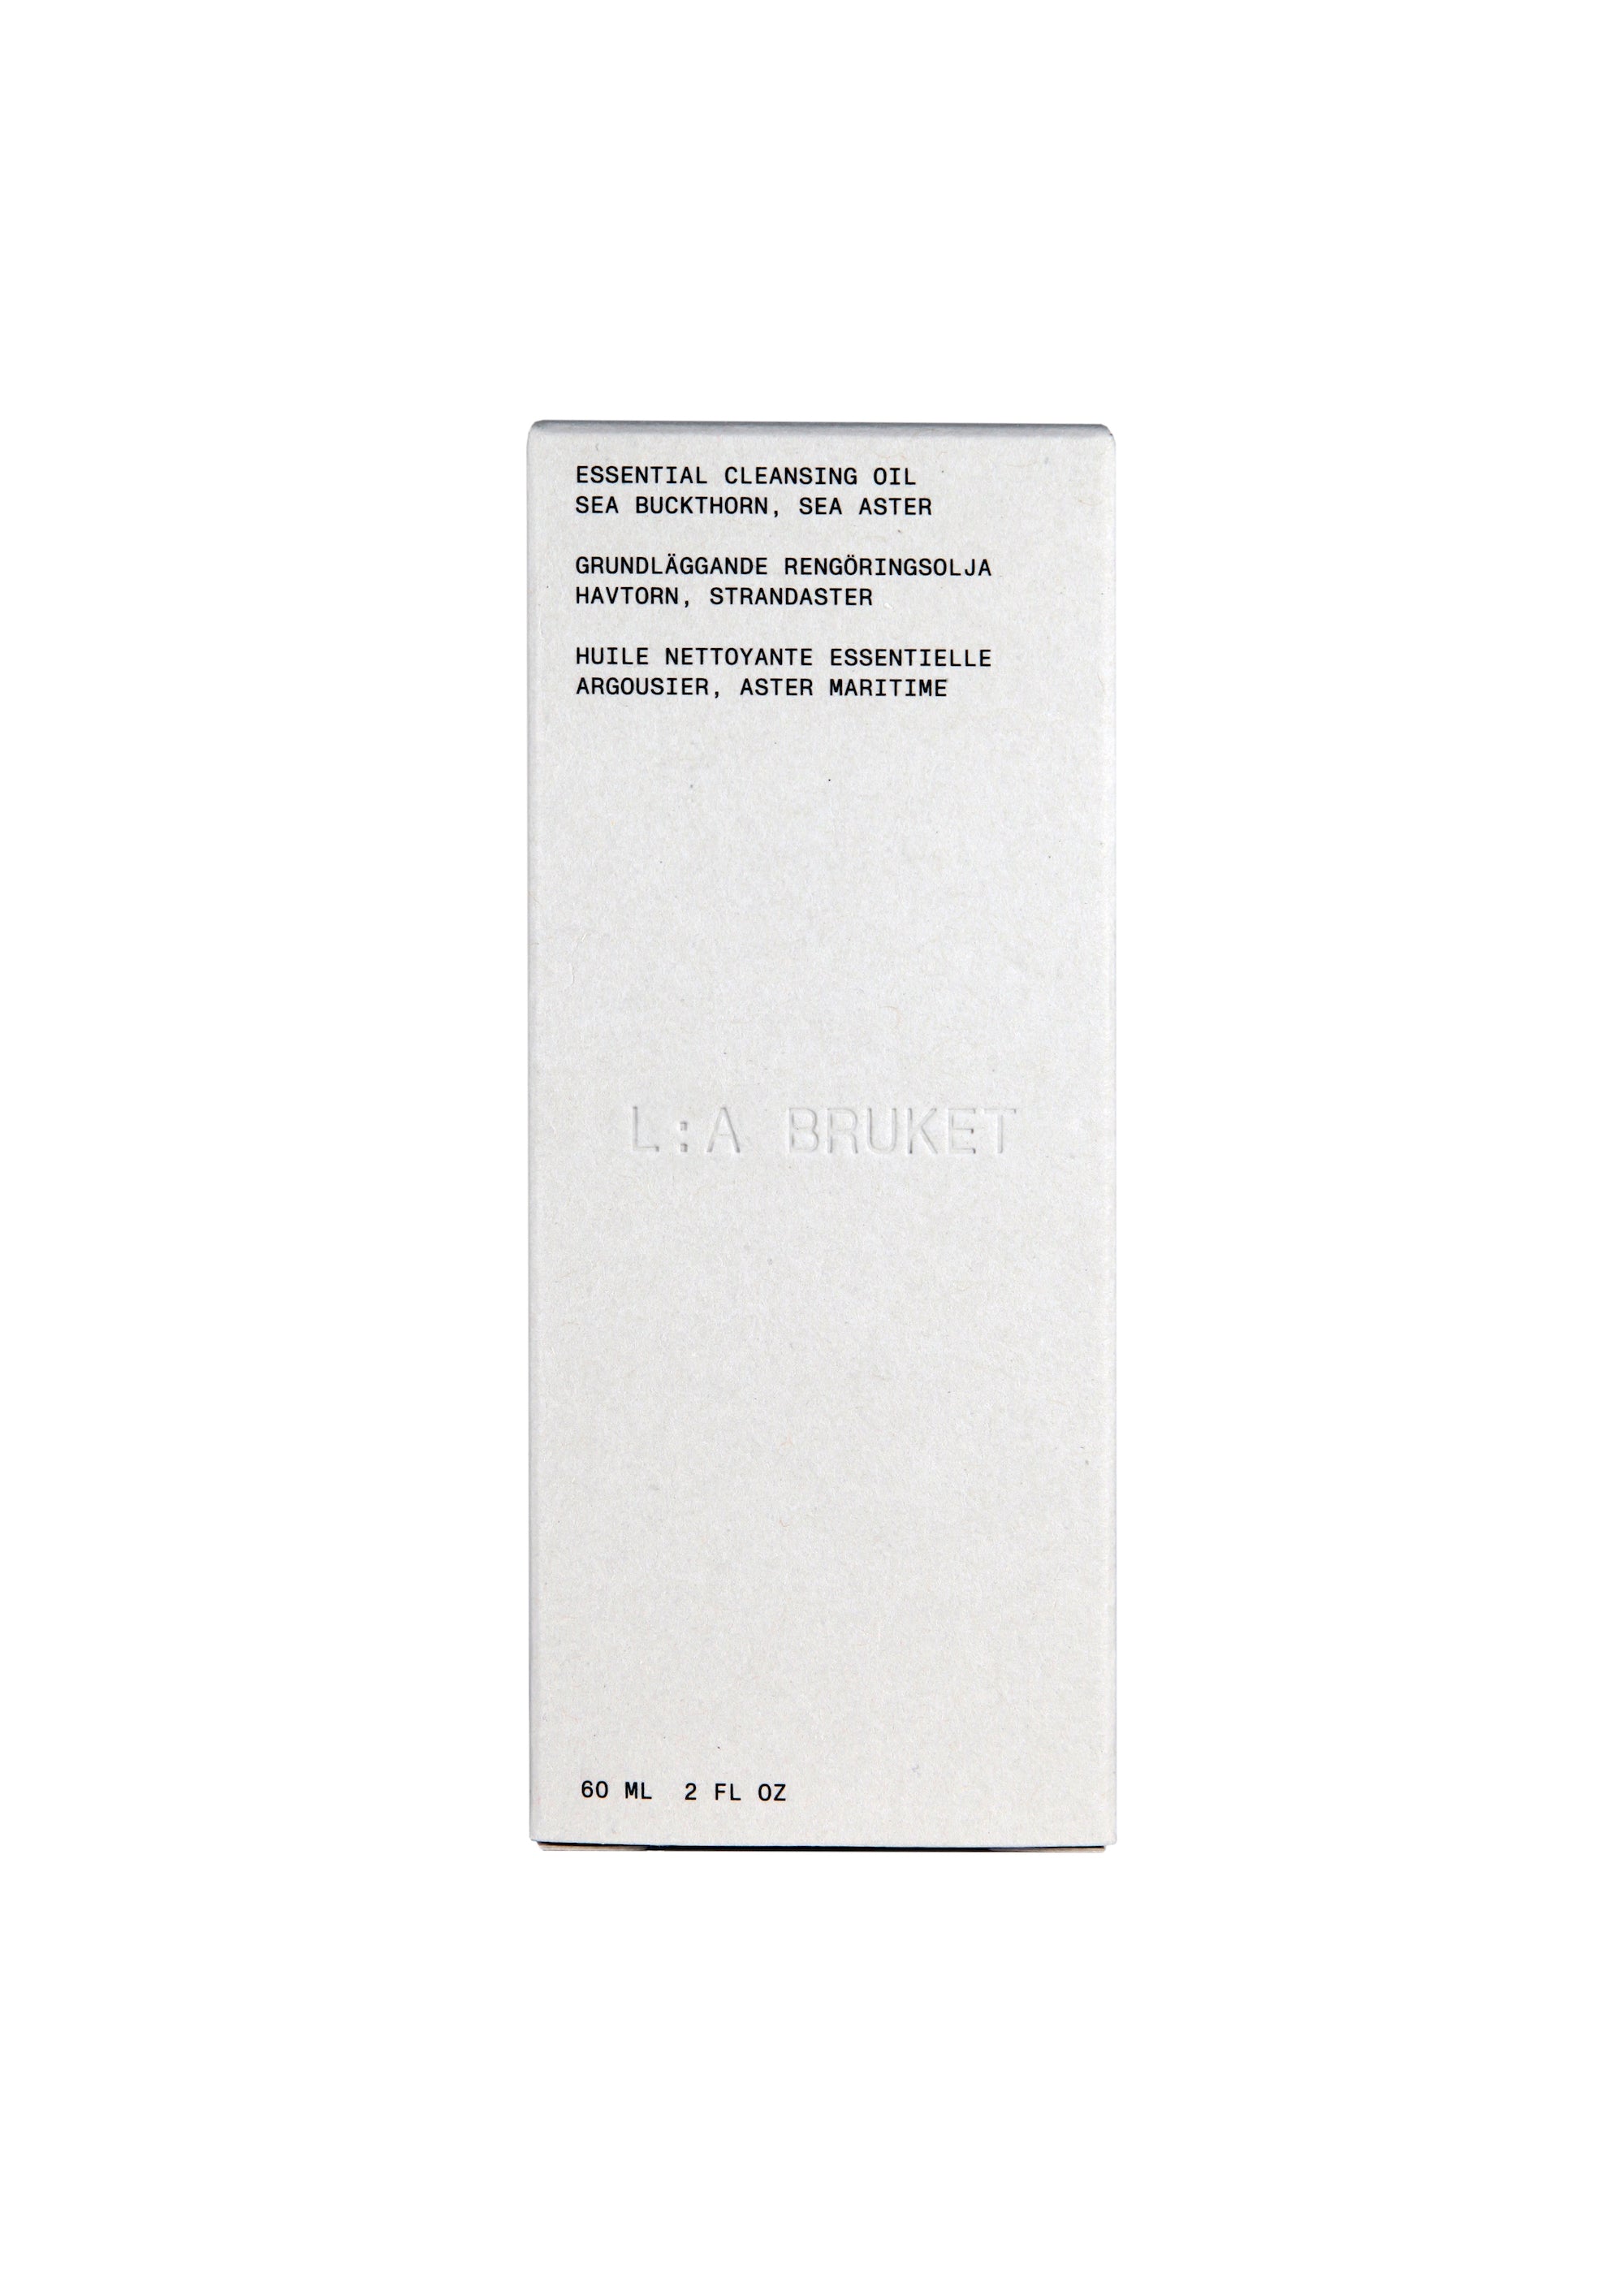 ESSENTIAL CLEANSING OIL
SEA BUCKTHORN, SEA ASTER
GRUNDLÄGGANDE RENGÖRINGSOLJA
HAVTORN, STRANDASTER
HUILE NETTOYANTE ESSENTIELLE
ARGOUSIER, ASTER MARITIME
L:A BRUKET
60 ML  2 FL OZ